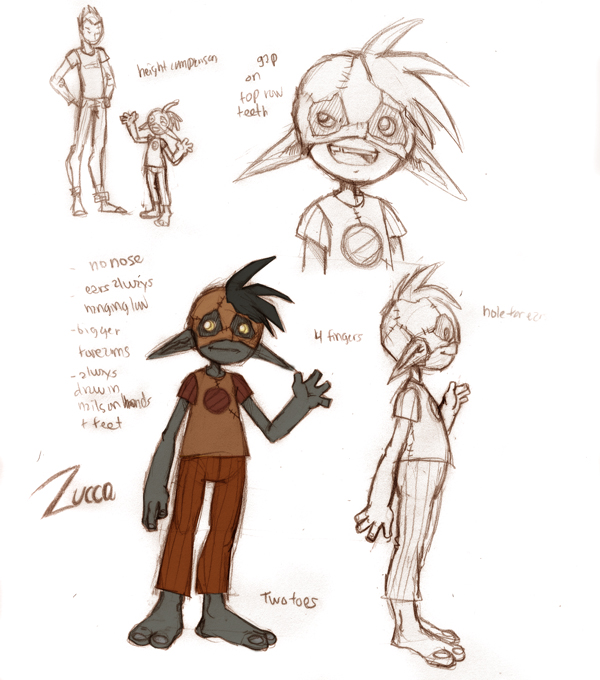 height comparison
gap
on
top row
teeth
- no nose
- ears always
hanging low
- bigger
forearms
- always
draw in
nails on hands
+ feet
4 fingers
hole for ear
Zucca
Two toes